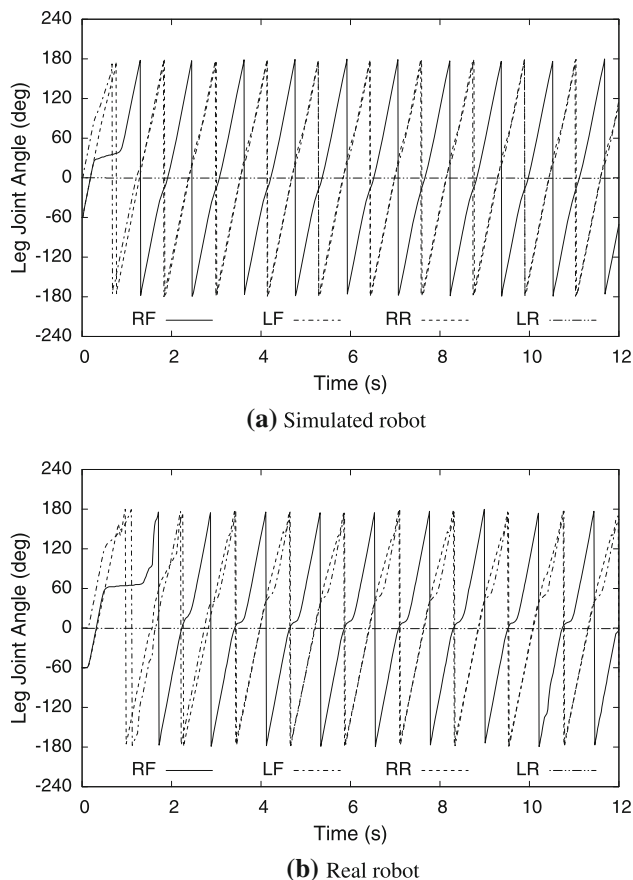 240
180
120
60
0
-60
-120
-180
-240
Leg Joint Angle (deg)
RF LF RR LR
0 2 4 6 8 10 12
Time (s)
(a) Simulated robot
240
180
120
60
0
-60
-120
-180
-240
Leg Joint Angle (deg)
RF LF RR LR
0 2 4 6 8 10 12
Time (s)
(b) Real robot